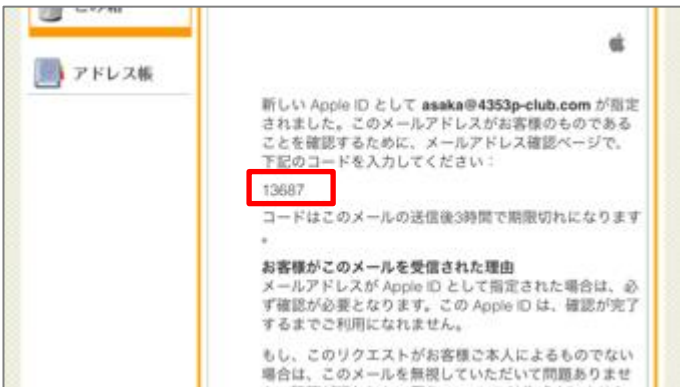 アドレス帳
新しい Apple ID として asaka@4353p-club.com が指定
されました。このメールアドレスがお客様のものである
ことを確認するために、メールアドレス確認ページで、
下記のコードを入力してください：
13687
コードはこのメールの送信後3時間で期限切れになります
。
お客様がこのメールを受信された理由
メールアドレスが Apple ID として指定された場合は、必
ず確認が必要となります。この Apple ID は、確認が完了
するまでご利用になれません。
もし、このリクエストがお客様ご本人によるものでない
場合は、このメールを無視していただいて問題ありませ